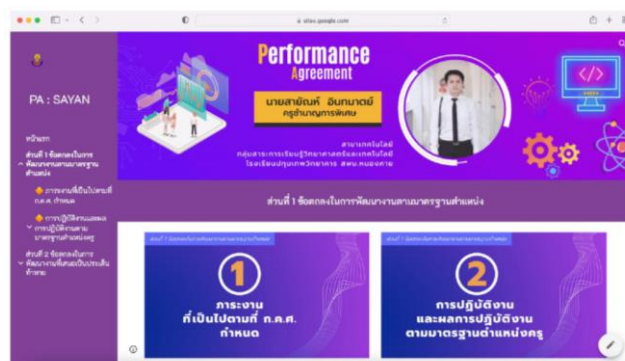 sites.google.com
PA : SAYAN
หน้าแรก
ส่วนที่ 1 ข้อตกลงในการ
พัฒนางานตามมาตรฐาน
ตำแหน่ง
ภาระงานที่เป็นไปตามที่
ก.ค.ศ. กำหนด
การปฏิบัติงานและผล
การปฏิบัติงานตาม
มาตรฐานตำแหน่งครู
ส่วนที่ 2 ข้อตกลงในการ
พัฒนางานที่เสนอเป็นประเด็น
ท้าทาย
Performance
Agreement
นายสายัณห์ อินทมาตย์
ครูชำนาญการพิเศษ
สาขาเทคโนโลยี
กลุ่มสาระการเรียนรู้วิทยาศาสตร์และเทคโนโลยี
</>
ส่วนที่ 1 ข้อตกลงในการพัฒนางานตามมาตรฐานตำแหน่ง
1
ภาระงาน
ที่เป็นไปตามที่ ก.ค.ศ.
กำหนด
2
การปฏิบัติงาน
และผลการปฏิบัติงาน
ตามมาตรฐานตำแหน่งครู